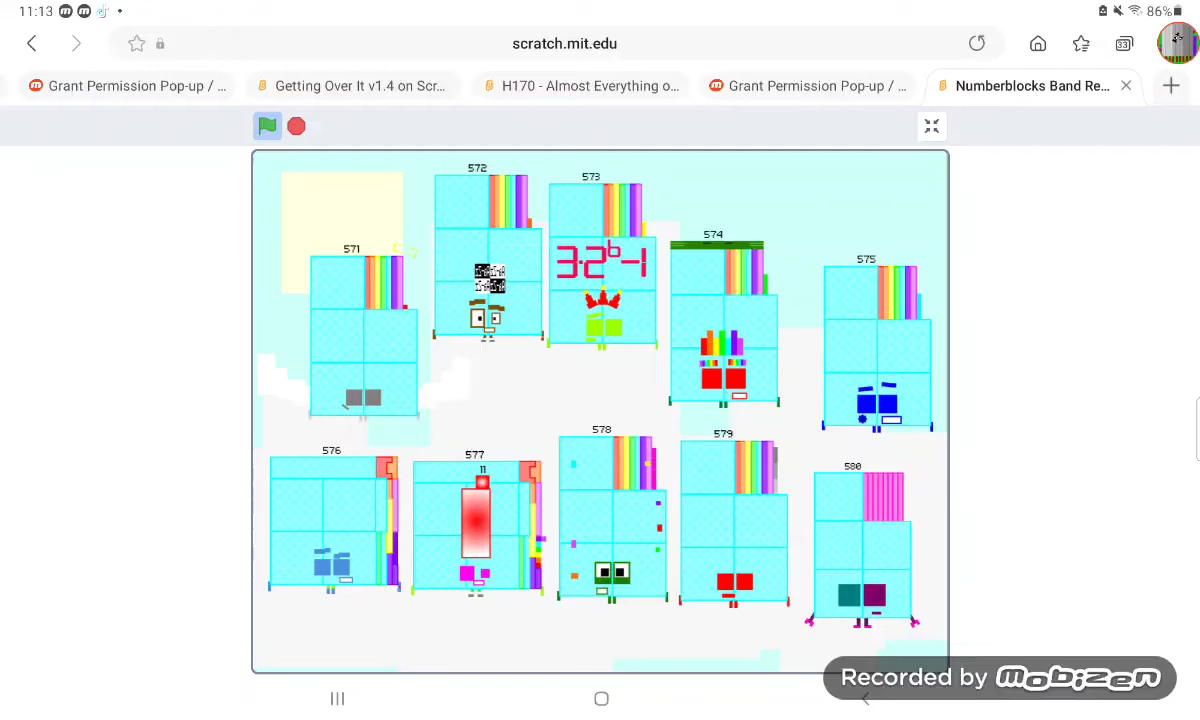 11:13
86%
scratch.mit.edu
33
Grant Permission Pop-up / ...
Getting Over It v1.4 on Scr...
H170 - Almost Everything o...
Grant Permission Pop-up / ...
Numberblocks Band Re...
572
573
574
571
575
3·2⁶-1
576
577
578
579
580
11
Recorded by mobizen